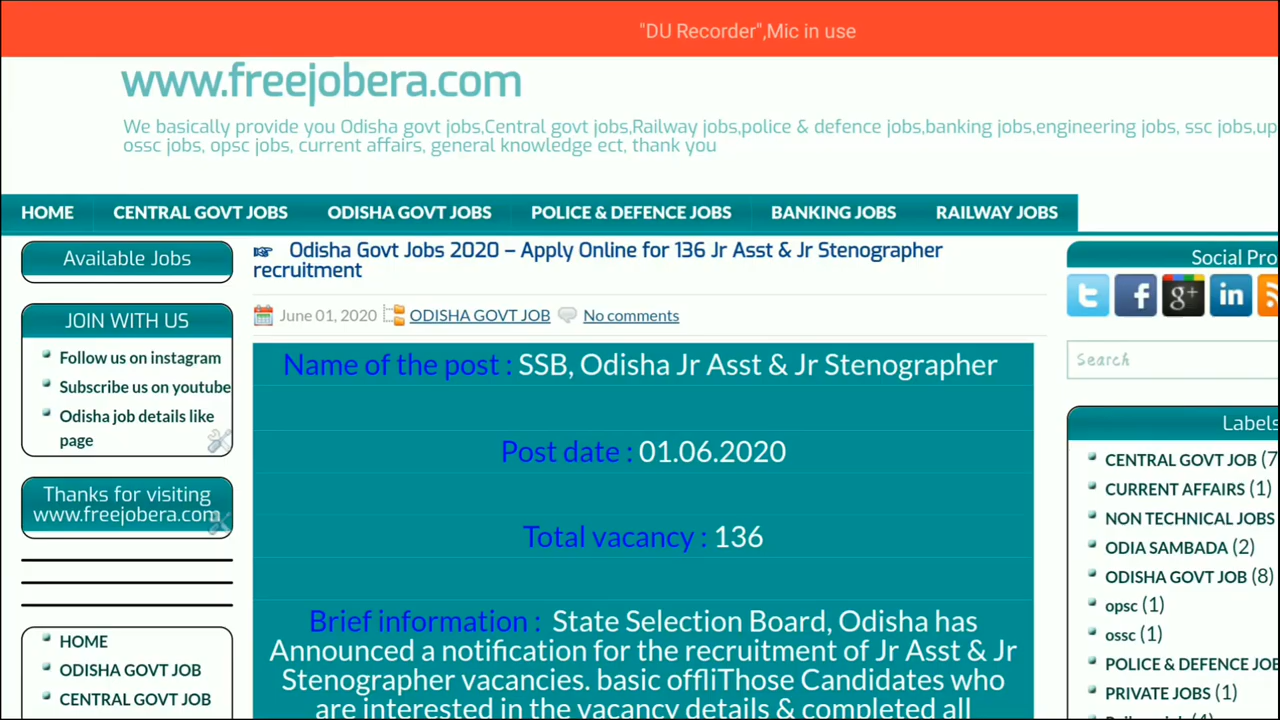 "DU Recorder",Mic in use
www.freejobera.com
We basically provide you Odisha govt jobs,Central govt jobs,Railway jobs,police & defence jobs,banking jobs,engineering jobs, ssc jobs,up
ossc jobs, opsc jobs, current affairs, general knowledge ect, thank you
HOME CENTRAL GOVT JOBS ODISHA GOVT JOBS POLICE & DEFENCE JOBS BANKING JOBS RAILWAY JOBS
Available Jobs
JOIN WITH US
Follow us on instagram
Subscribe us on youtube
Odisha job details like
page
Thanks for visiting
www.freejobera.com
HOME
ODISHA GOVT JOB
CENTRAL GOVT JOB
☞ Odisha Govt Jobs 2020 – Apply Online for 136 Jr Asst & Jr Stenographer
recruitment
June 01, 2020 ODISHA GOVT JOB No comments
Name of the post : SSB, Odisha Jr Asst & Jr Stenographer
Post date : 01.06.2020
Total vacancy : 136
Brief information : State Selection Board, Odisha has
Announced a notification for the recruitment of Jr Asst & Jr
Stenographer vacancies. basic offliThose Candidates who
are interested in the vacancy details & completed all
Social Pro
Search
Labels
CENTRAL GOVT JOB (7
CURRENT AFFAIRS (1)
NON TECHNICAL JOBS
ODIA SAMBADA (2)
ODISHA GOVT JOB (8)
opsc (1)
ossc (1)
POLICE & DEFENCE JOB
PRIVATE JOBS (1)